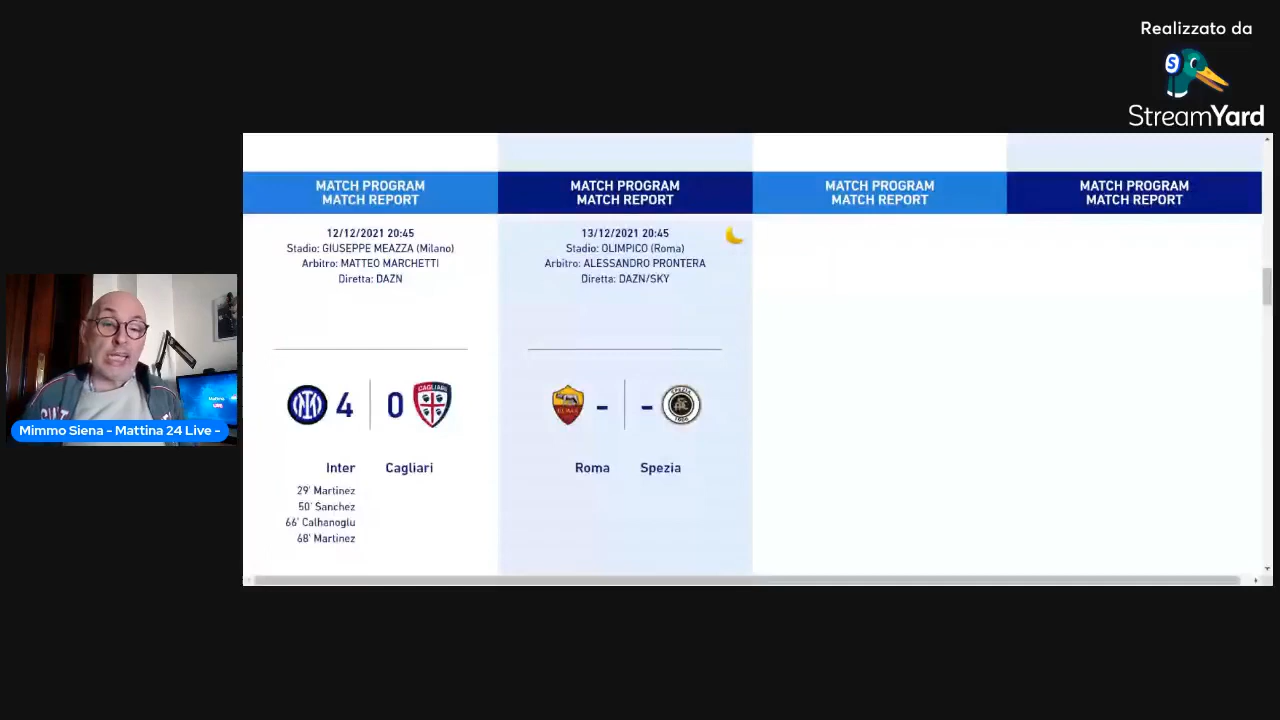 Realizzato da
StreamYard
MATCH PROGRAM
MATCH REPORT
MATCH PROGRAM
MATCH REPORT
MATCH PROGRAM
MATCH REPORT
MATCH PROGRAM
MATCH REPORT
12/12/2021 20:45
Stadio: GIUSEPPE MEAZZA (Milano)
Arbitro: MATTEO MARCHETTI
Diretta: DAZN
13/12/2021 20:45
Stadio: OLIMPICO (Roma)
Arbitro: ALESSANDRO PRONTERA
Diretta: DAZN/SKY
4
0
CAGLIARI
- 
-
Inter
Cagliari
29' Martinez
50' Sanchez
66' Calhanoglu
68' Martinez
Roma
Spezia
Mimmo Siena - Mattina 24 Live -